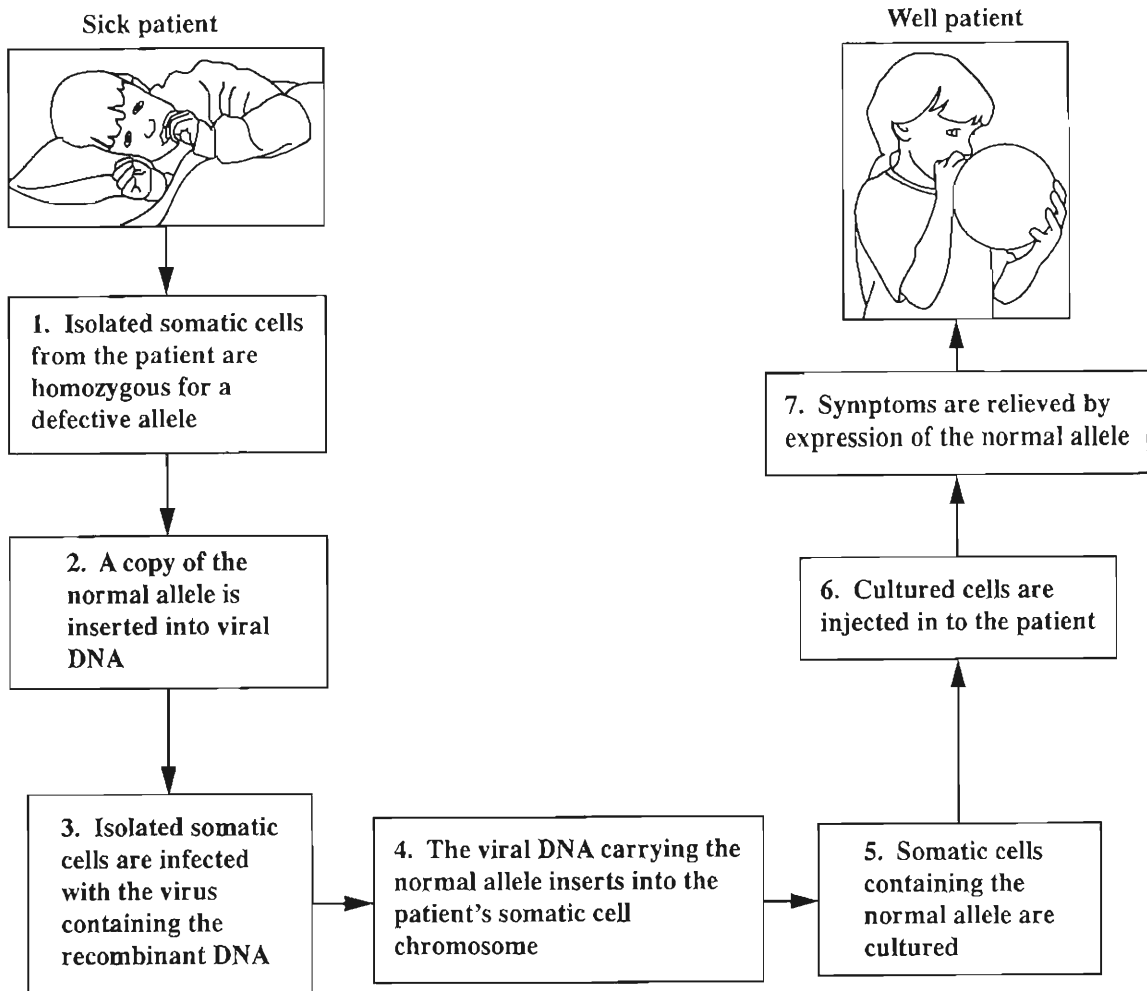 Sick patient
1. Isolated somatic cells
from the patient are
homozygous for a
defective allele
2. A copy of the
normal allele is
inserted into viral
DNA
3. Isolated somatic
cells are infected
with the virus
containing the
recombinant DNA
4. The viral DNA carrying the
normal allele inserts into the
patient's somatic cell
chromosome
5. Somatic cells
containing the
normal allele are
cultured
6. Cultured cells are
injected in to the patient
7. Symptoms are relieved by
expression of the normal allele
Well patient